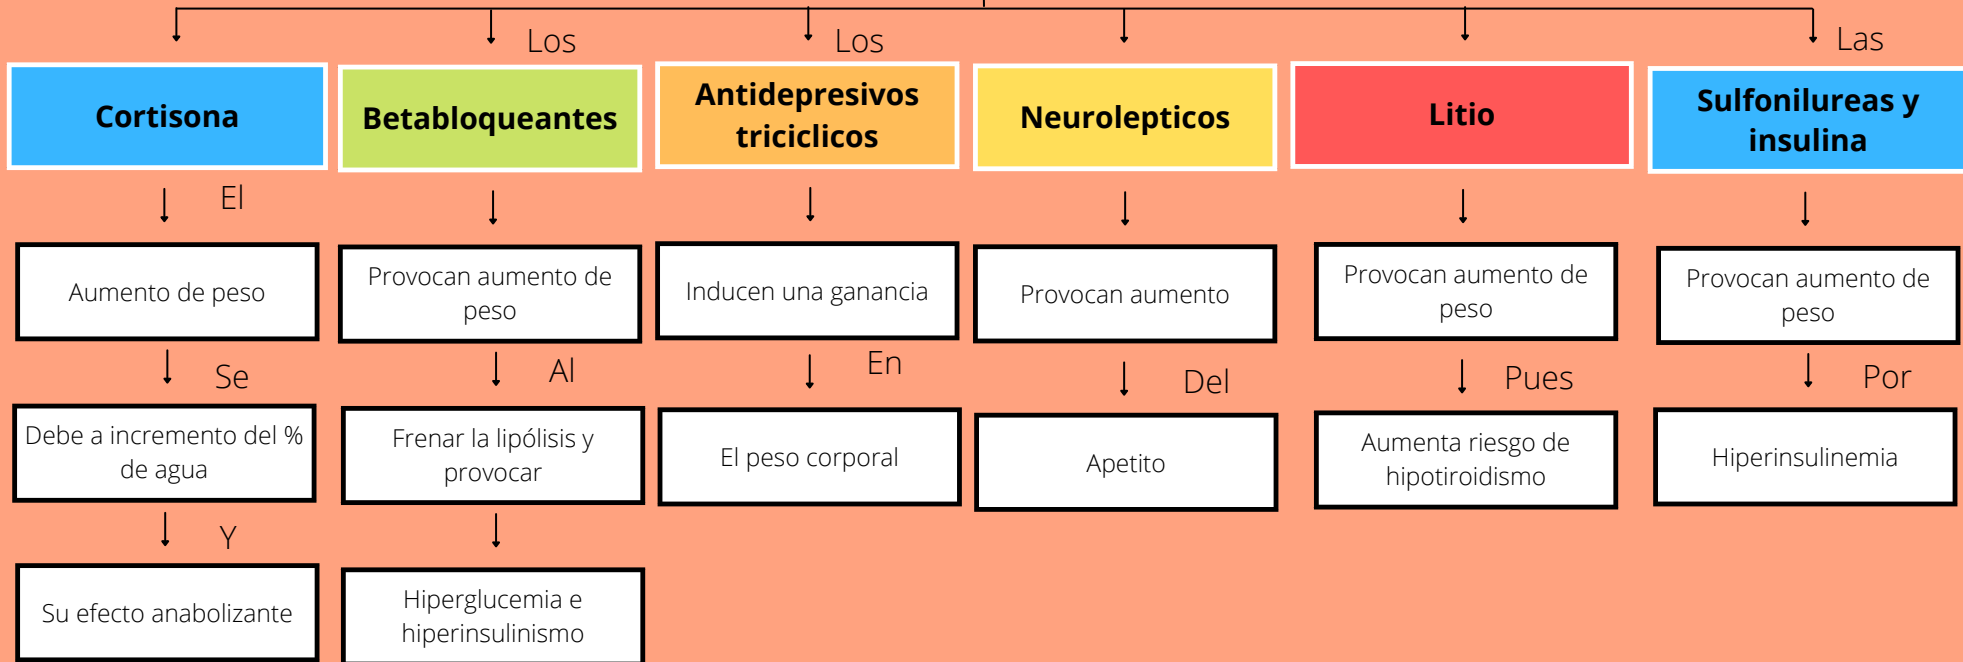 Los
Los
Las
Cortisona
Betabloqueantes
Antidepresivos
triciclicos
Neurolepticos
Litio
Sulfonilureas y
insulina
El
Aumento de peso
Provocan aumento de
peso
Inducen una ganancia
Provocan aumento
Provocan aumento de
peso
Provocan aumento de
peso
Se
Al
En
Del
Pues
Por
Debe a incremento del %
de agua
Frenar la lipólisis y
provocar
El peso corporal
Apetito
Aumenta riesgo de
hipotiroidismo
Hiperinsulinemia
Y
Su efecto anabolizante
Hiperglucemia e
hiperinsulinismo